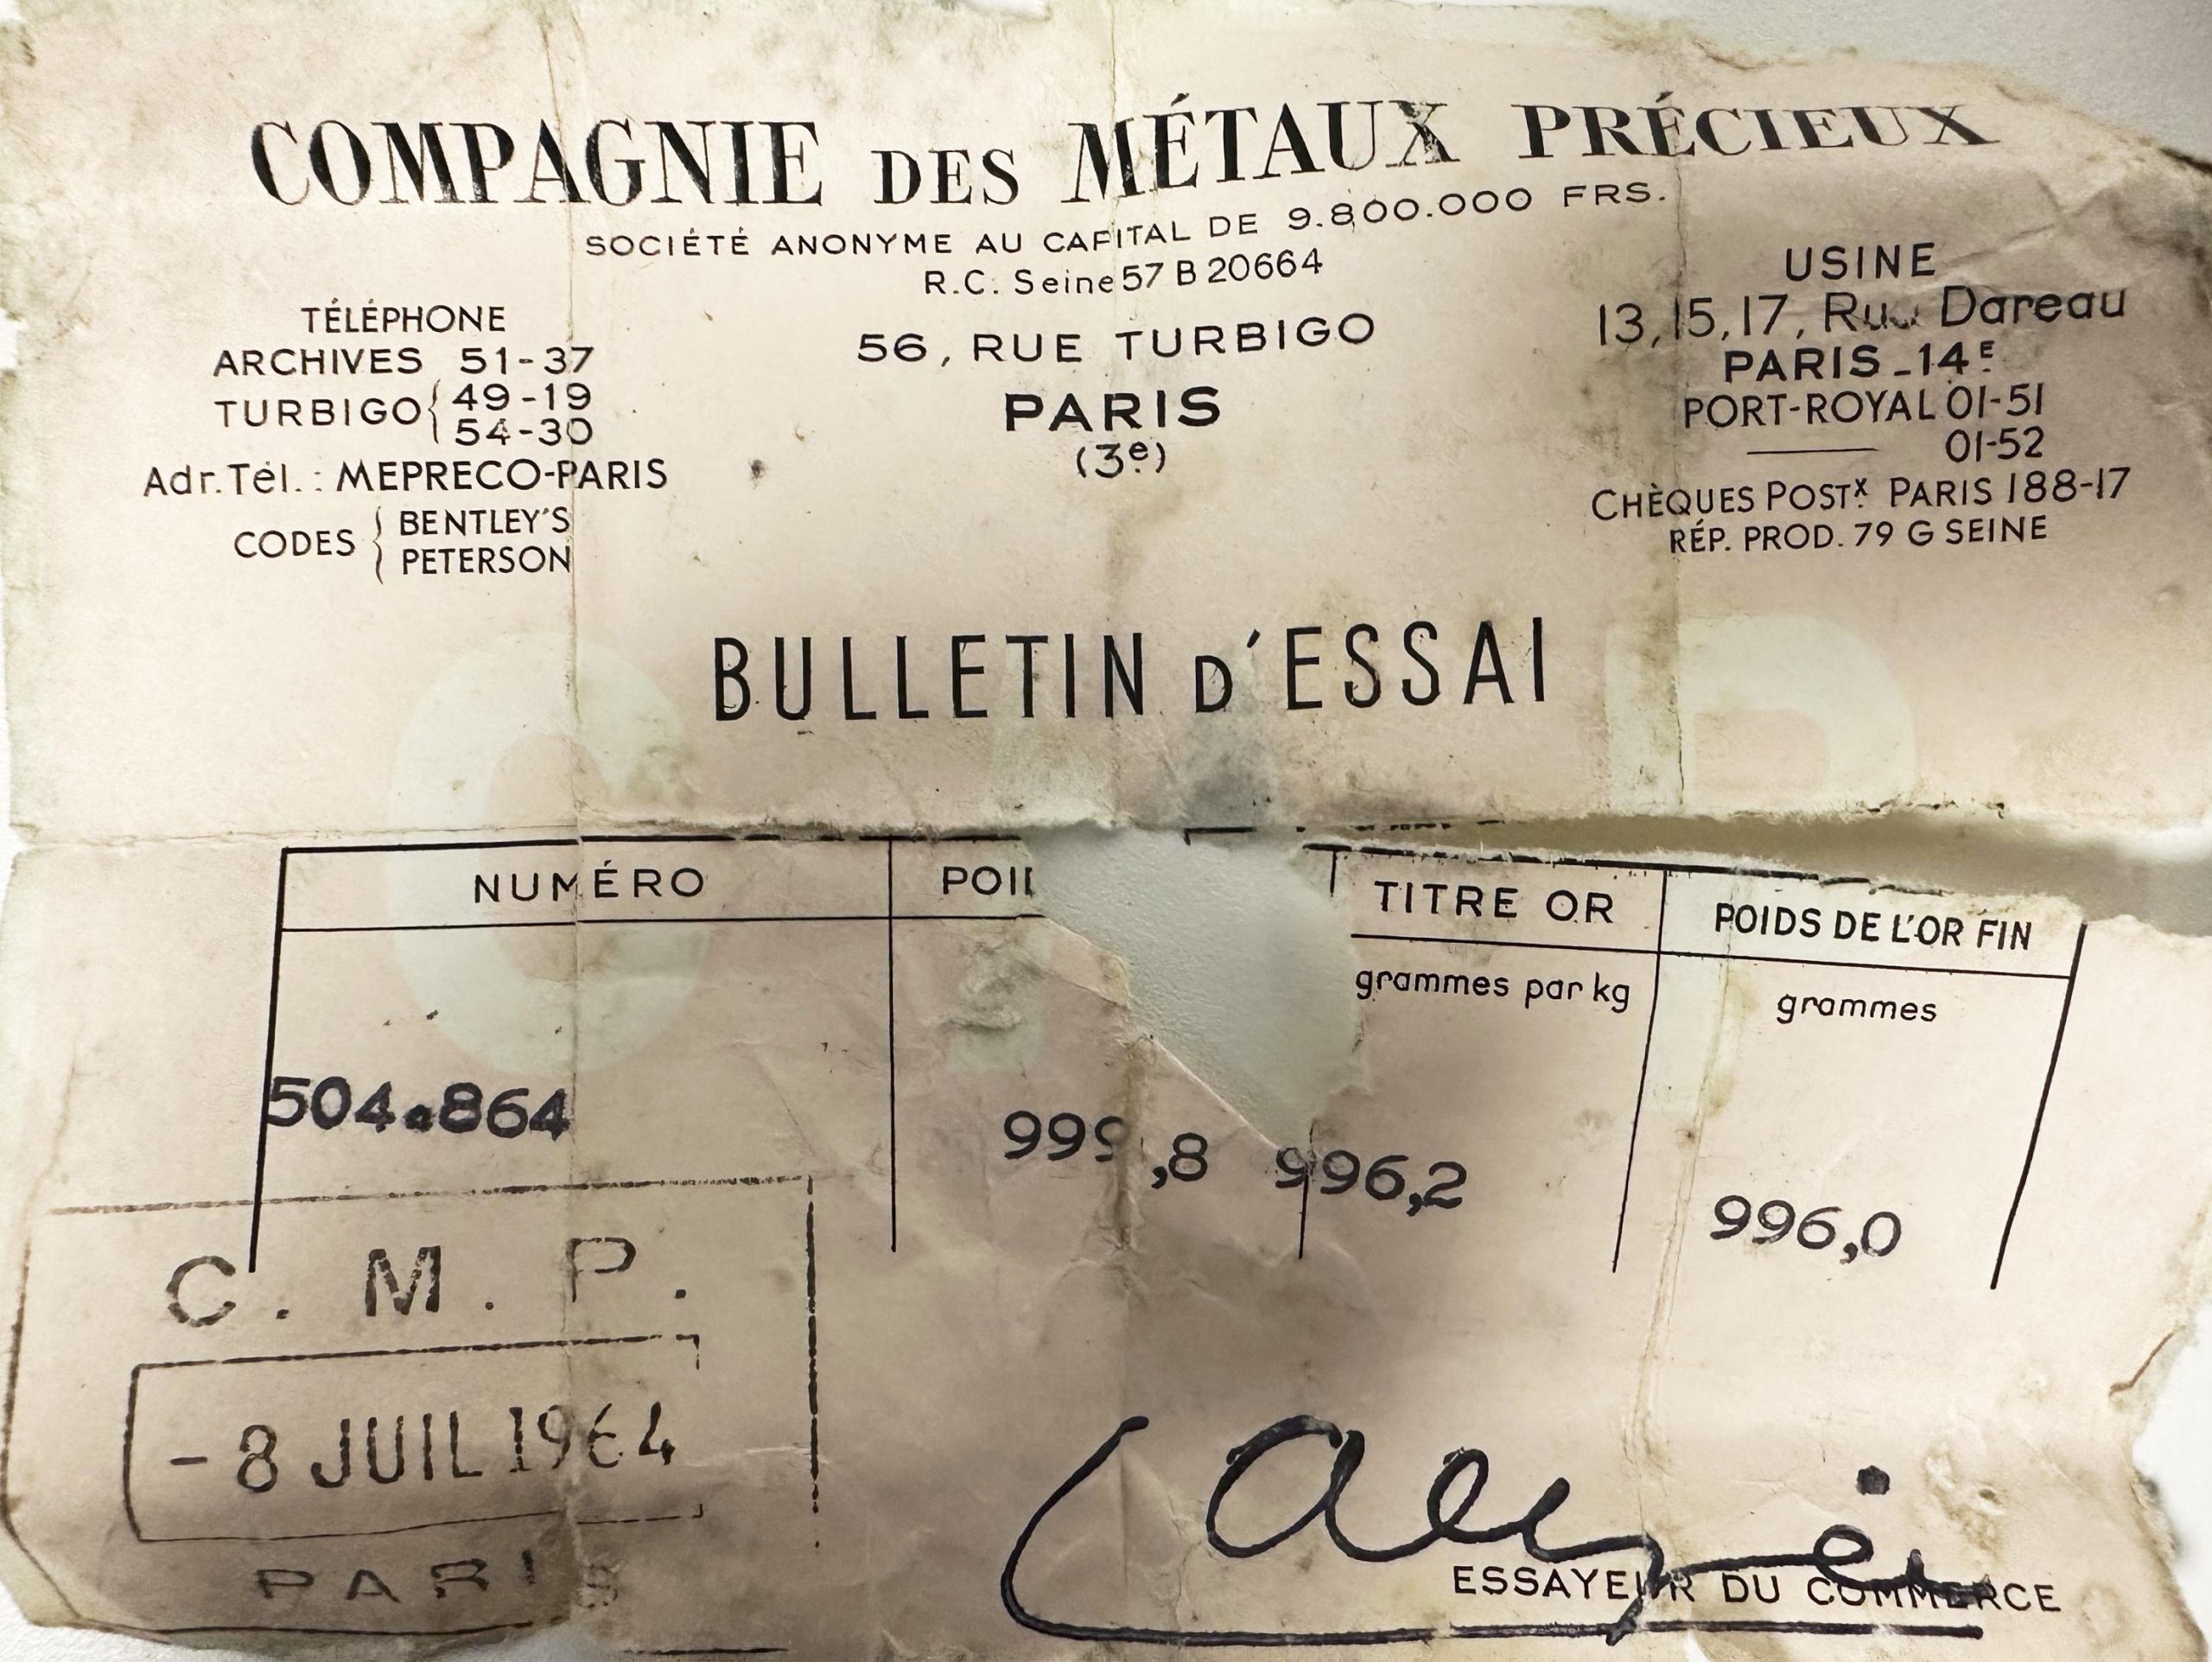 COMPAGNIE DES MÉTAUX PRÉCIEUX
SOCIÉTÉ ANONYME AU CAPITAL DE 9.800.000 FRS.
R.C. Seine 57 B 20664
TÉLÉPHONE
ARCHIVES 51-37
TURBIGO { 49-19
54-30
Adr. Tél. : MEPRECO-PARIS
CODES { BENTLEY'S
PETERSON
56, RUE TURBIGO
PARIS
(3e)
USINE
13, 15, 17, Rue Dareau
PARIS - 14E
PORT-ROYAL 01-51
01-52
CHÈQUES POSTX PARIS 188-17
RÉP. PROD. 79 G SEINE
BULLETIN D'ESSAI
NUMÉRO TITRE OR POIDS DE L'OR FIN
grammes par kg grammes
504.864 999,8 996,2 996,0
C. M. P.
- 8 JUIL 1964
PARIS
ESSAYEUR DU COMMERCE